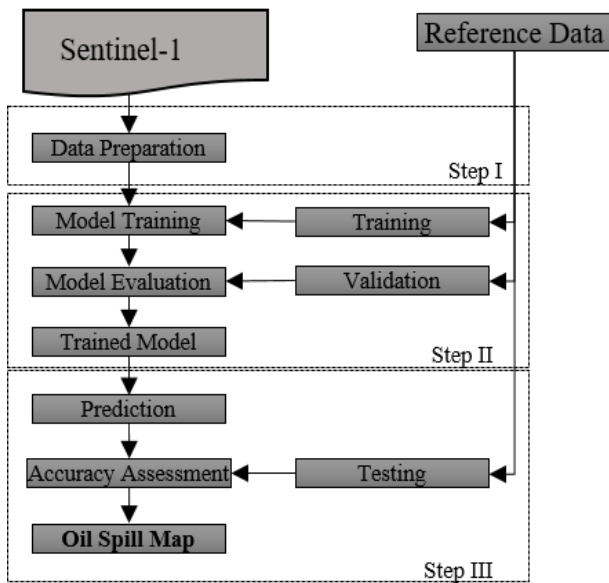 Sentinel-1
Reference Data
Data Preparation
Step I
Model Training
Training
Model Evaluation
Validation
Trained Model
Step II
Prediction
Accuracy Assessment
Testing
Oil Spill Map
Step III